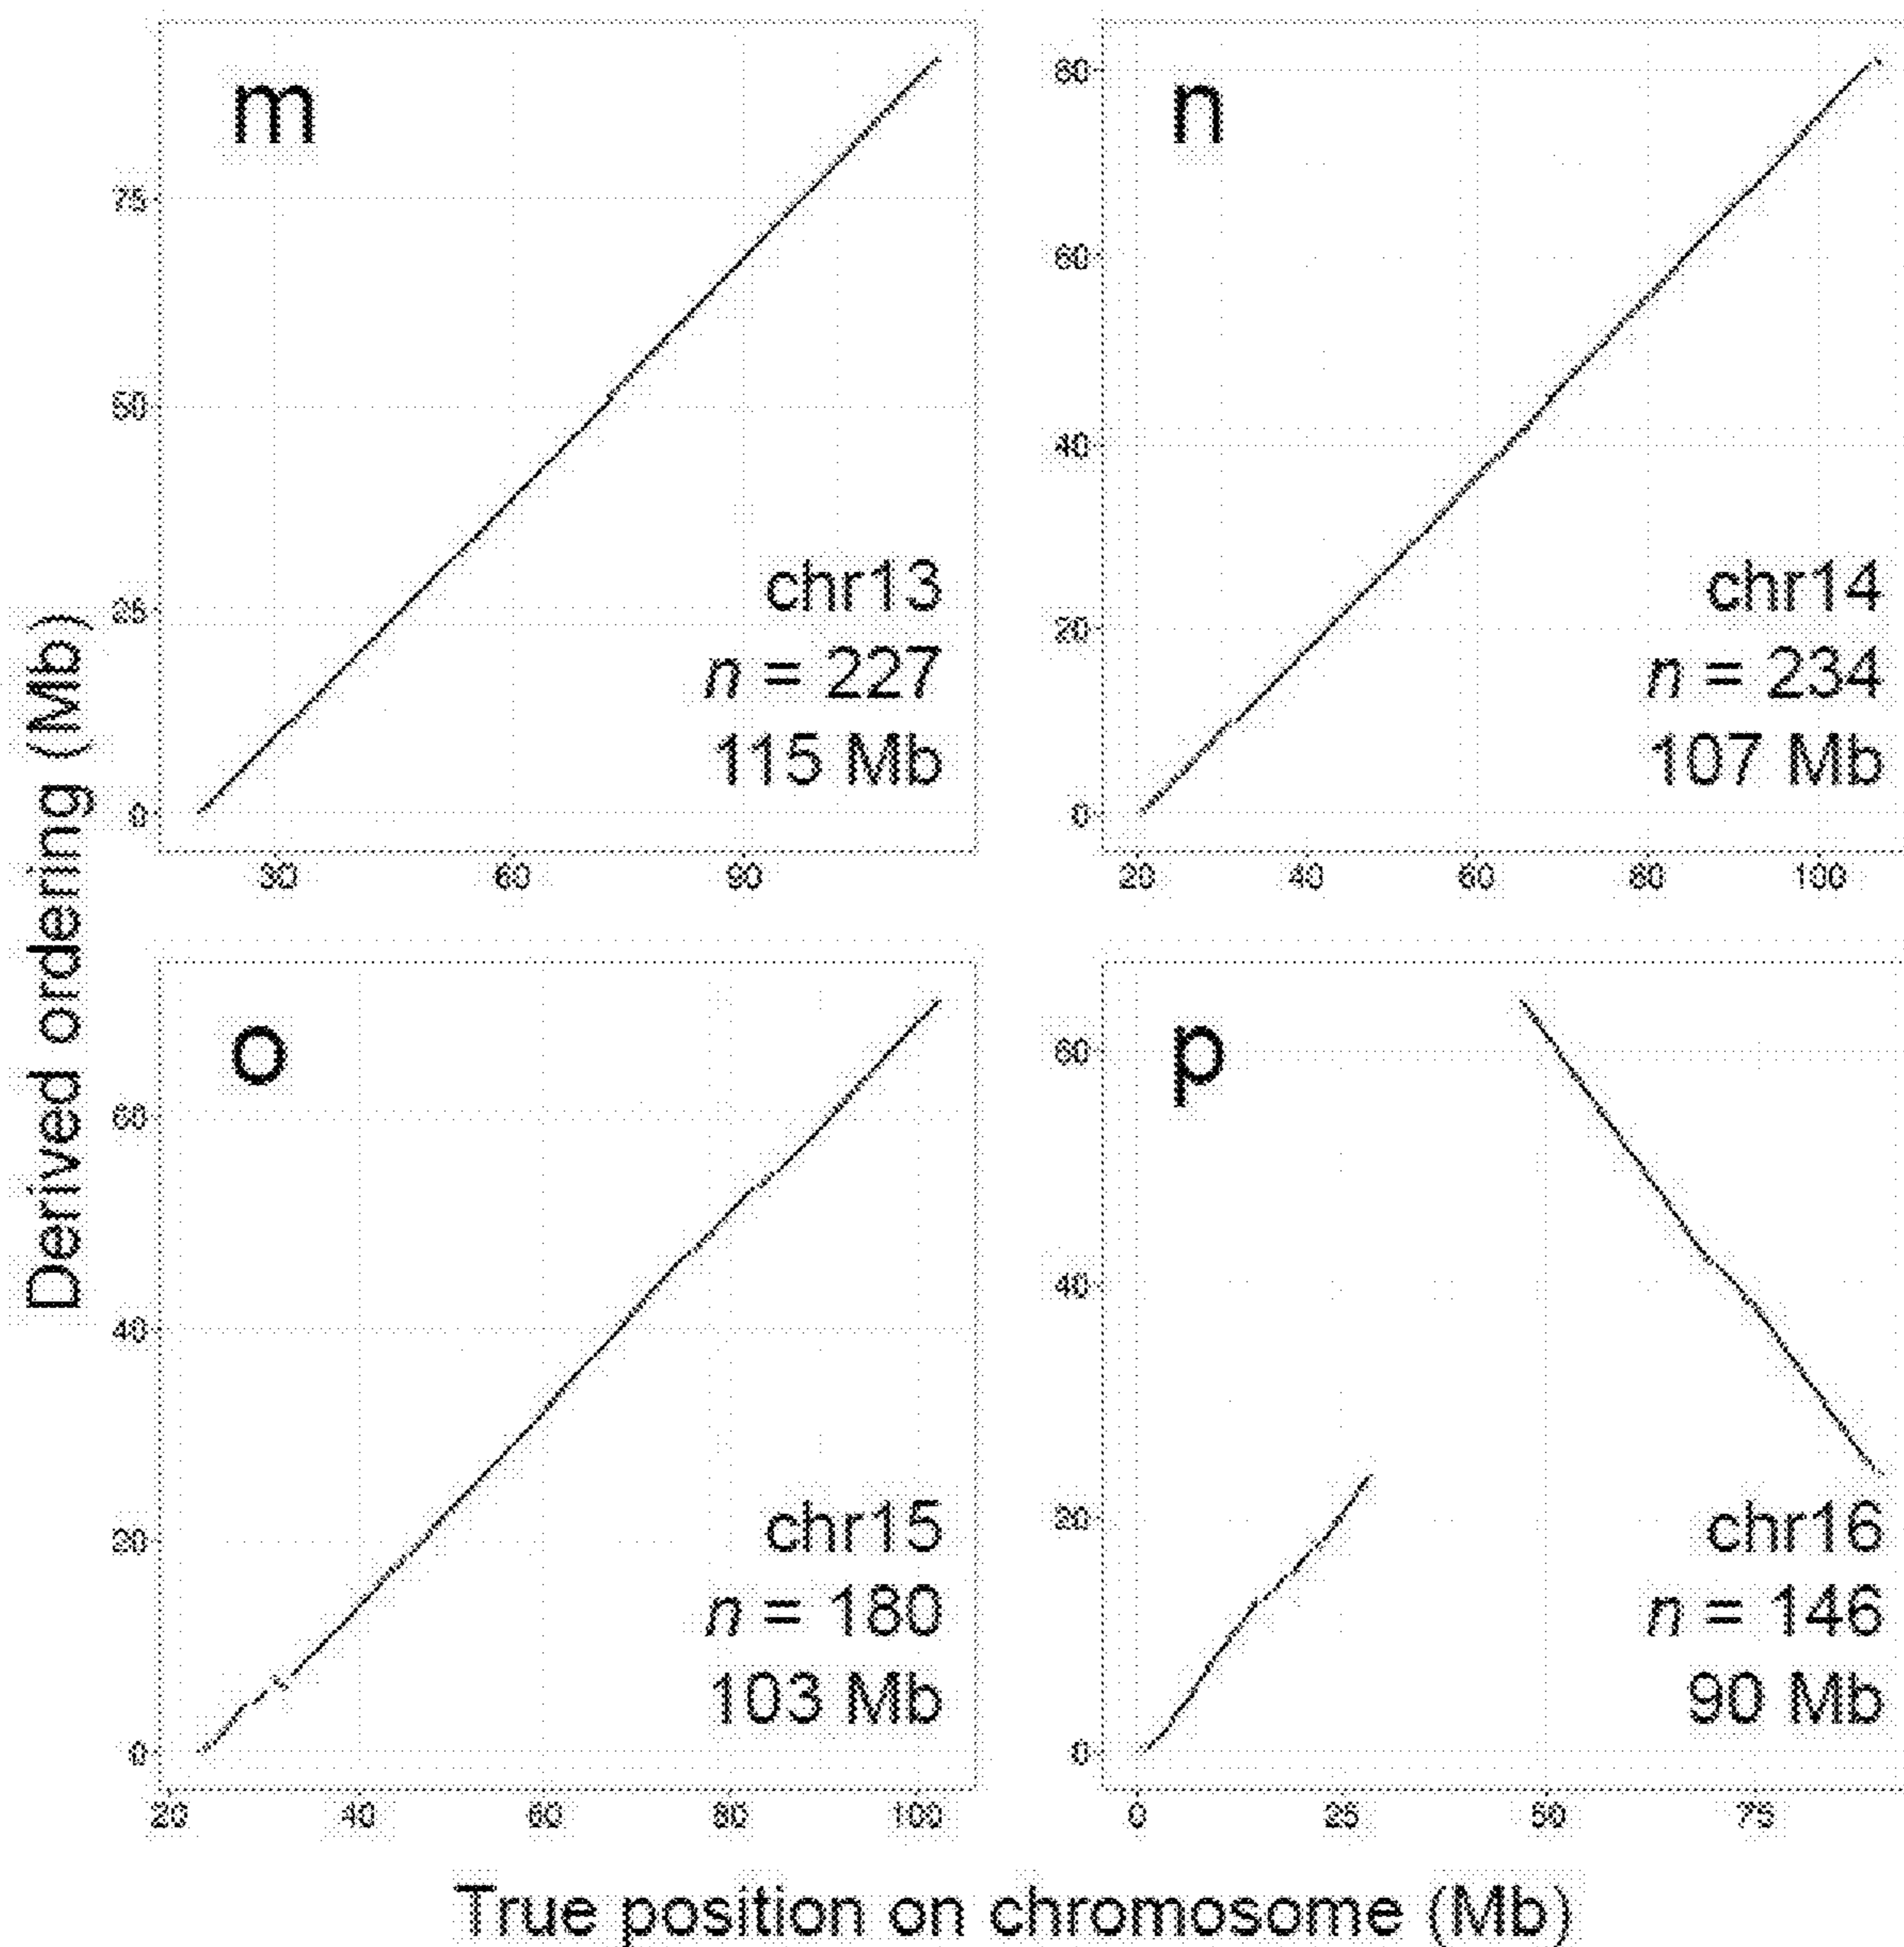 Derived ordering (Mb)
m
75
50
25
0
30
60
90
chr13
n = 227
115 Mb
n
80
60
40
20
0
20
40
60
80
100
chr14
n = 234
107 Mb
o
60
40
20
0
20
40
60
80
100
chr15
n = 180
103 Mb
p
60
40
20
0
0
25
50
75
chr16
n = 146
90 Mb
True position on chromosome (Mb)